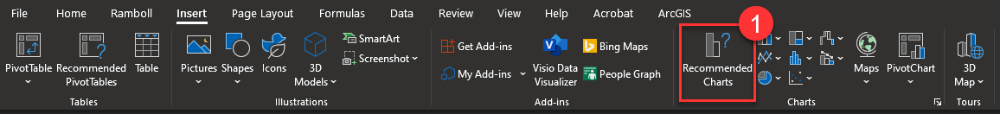 File Home Ramboll Insert Page Layout Formulas Data Review View Help Acrobat ArcGIS
1
PivotTable
Recommended
PivotTables
Table
Tables
Pictures
Shapes
Icons
3D
Models
SmartArt
Screenshot
Illustrations
Get Add-ins
My Add-ins
Visio Data
Visualizer
Bing Maps
People Graph
Add-ins
Recommended
Charts
Maps
PivotChart
Charts
3D
Map
Tours